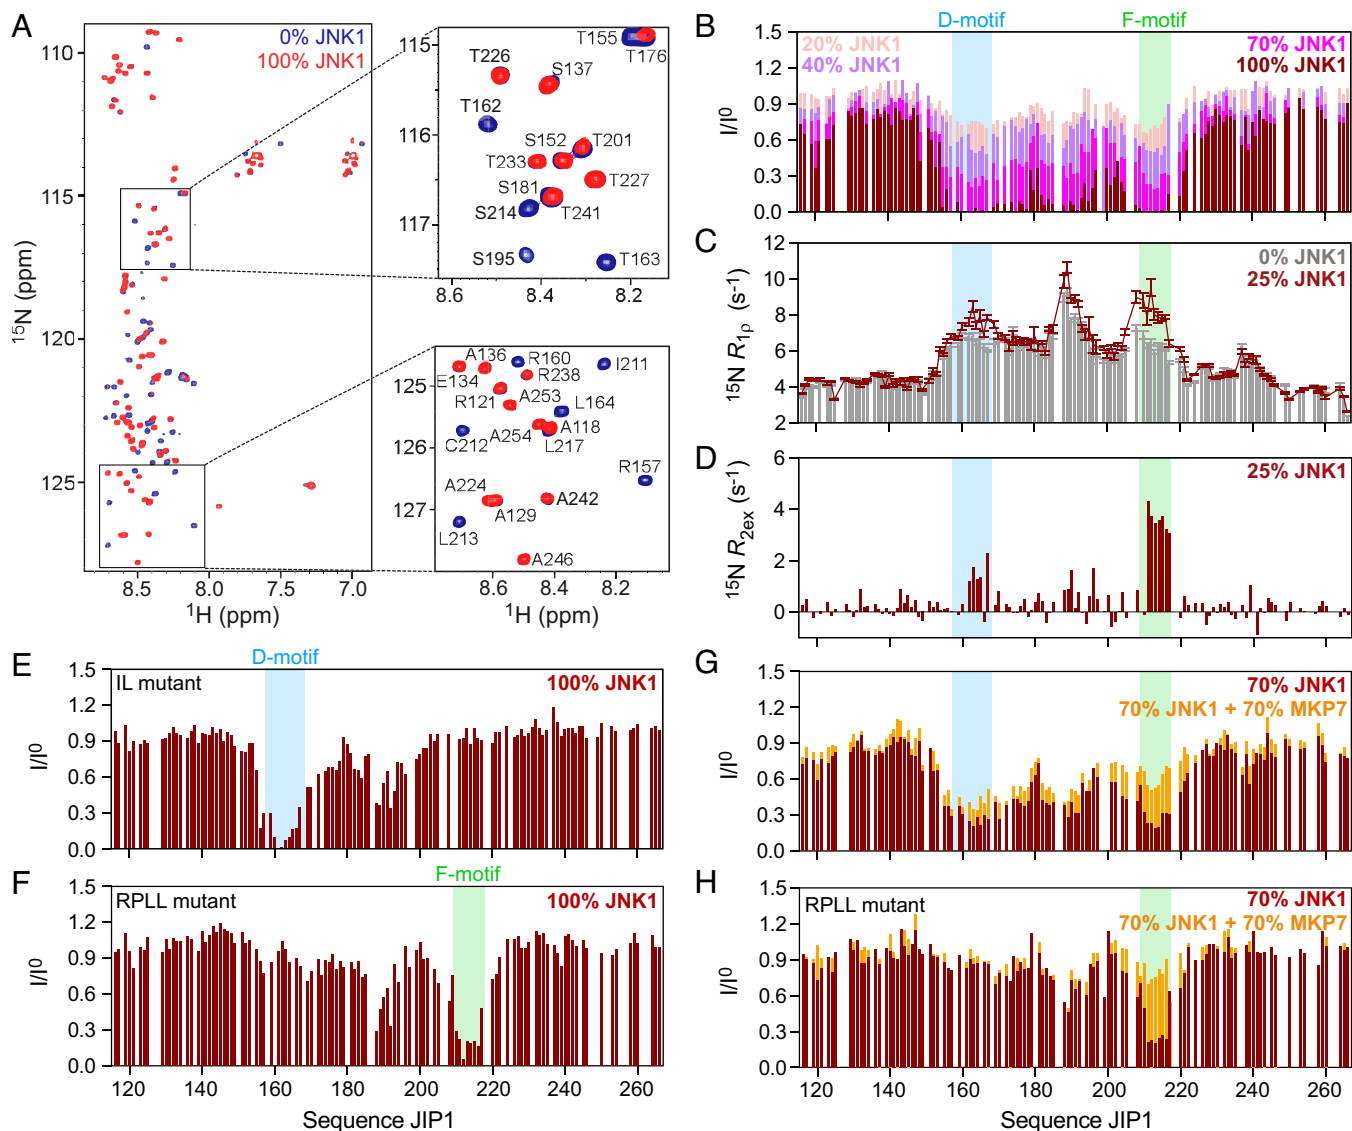 A
0% JNK1
100% JNK1
110
115
120
125
15N (ppm)
8.5
8.0
7.5
7.0
1H (ppm)
115
116
117
T155
T176
T226
S137
T162
S152
T201
T233
T227
S181
S214
T241
S195
T163
8.6
8.4
8.2
125
126
127
A136
R160
I211
E134
R238
R121
A253
L164
C212
A254
A118
L217
R157
A224
A242
A129
L213
A246
8.6
8.4
8.2
1H (ppm)
B
D-motif
F-motif
20% JNK1
40% JNK1
70% JNK1
100% JNK1
1.5
1.2
0.9
0.6
0.3
0.0
I/I0
C
0% JNK1
25% JNK1
12
10
8
6
4
2
15N R1ρ (s-1)
D
25% JNK1
6
4
2
0
15N R2ex (s-1)
E
D-motif
IL mutant
100% JNK1
1.5
1.2
0.9
0.6
0.3
0.0
I/I0
F
F-motif
RPLL mutant
100% JNK1
1.5
1.2
0.9
0.6
0.3
0.0
I/I0
120
140
160
180
200
220
240
260
Sequence JIP1
G
70% JNK1
70% JNK1 + 70% MKP7
1.5
1.2
0.9
0.6
0.3
0.0
I/I0
H
RPLL mutant
70% JNK1
70% JNK1 + 70% MKP7
1.5
1.2
0.9
0.6
0.3
0.0
I/I0
120
140
160
180
200
220
240
260
Sequence JIP1